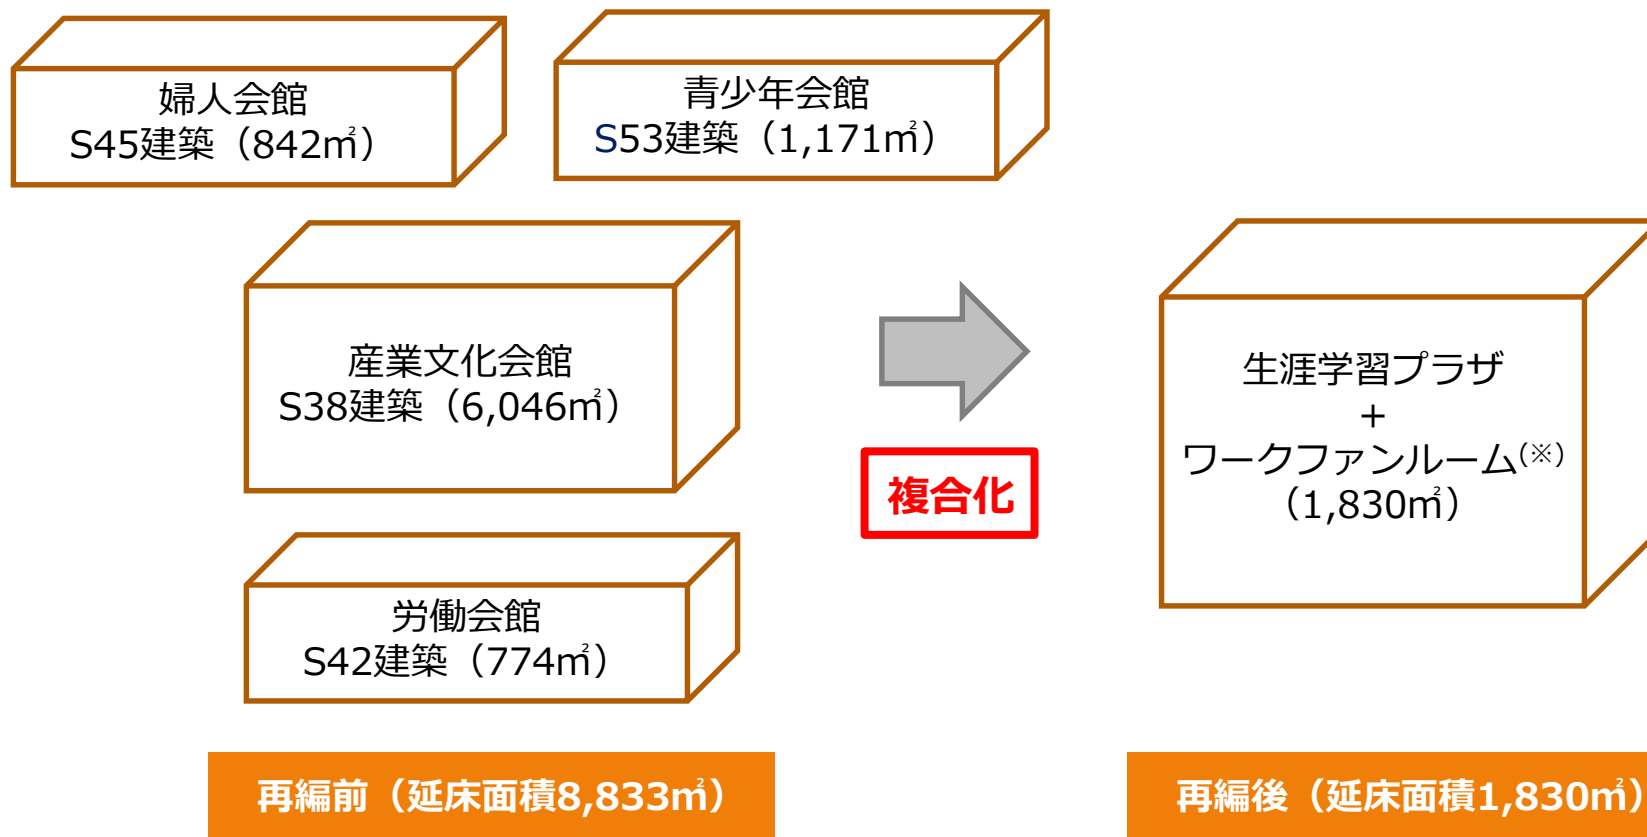 婦人会館
S45建築（842㎡）
青少年会館
S53建築（1,171㎡）
産業文化会館
S38建築（6,046㎡）
労働会館
S42建築（774㎡）
複合化
生涯学習プラザ
+
ワークファンルーム(※)
（1,830㎡）
再編前（延床面積8,833㎡）
再編後（延床面積1,830㎡）